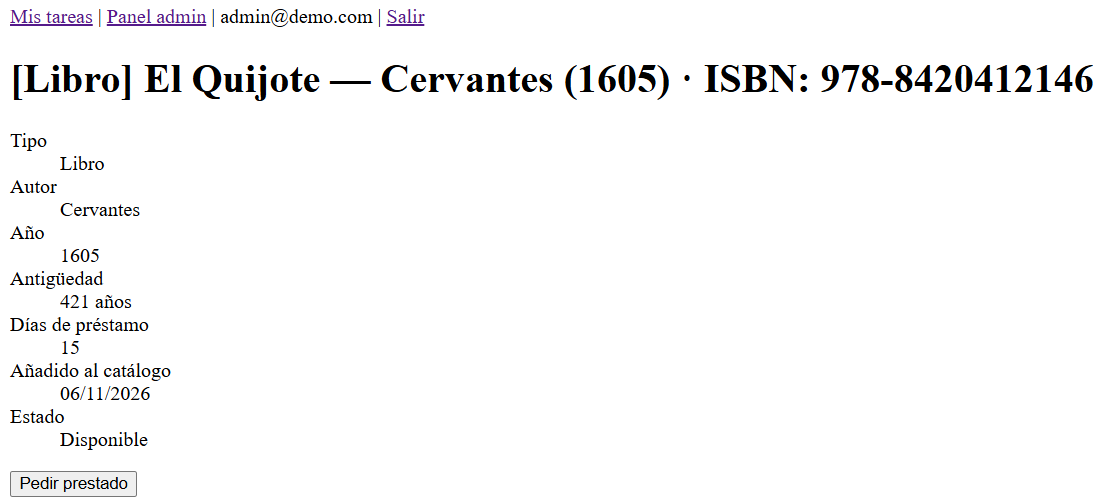 Mis tareas | Panel admin | admin@demo.com | Salir
[Libro] El Quijote — Cervantes (1605) · ISBN: 978-8420412146
Tipo
Libro
Autor
Cervantes
Año
1605
Antigüedad
421 años
Días de préstamo
15
Añadido al catálogo
06/11/2026
Estado
Disponible
Pedir prestado